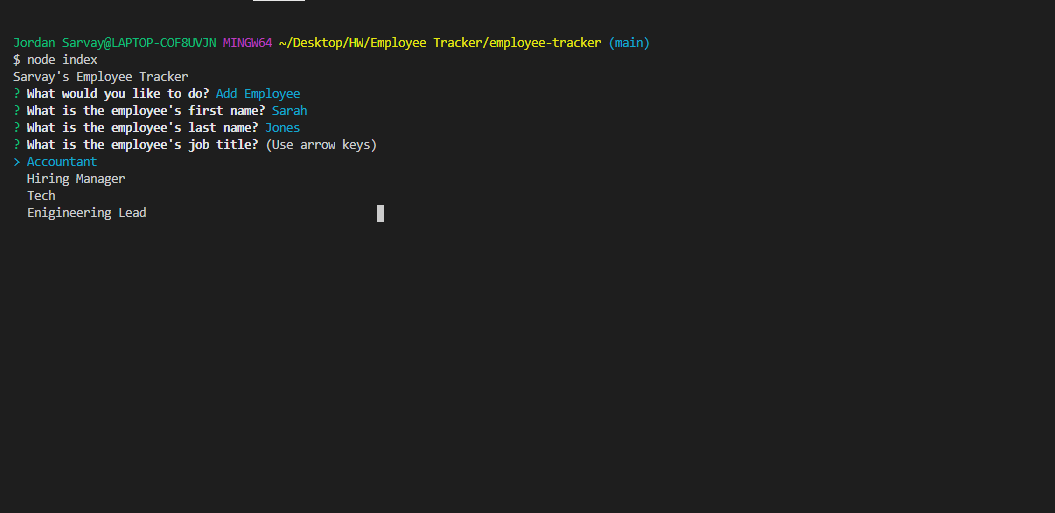 Jordan Sarvay@LAPTOP-COF8UVJN MINGW64 ~/Desktop/HW/Employee Tracker/employee-tracker (main)
$ node index
Sarvay's Employee Tracker
? What would you like to do? Add Employee
? What is the employee's first name? Sarah
? What is the employee's last name? Jones
? What is the employee's job title? (Use arrow keys)
> Accountant
Hiring Manager
Tech
Enigineering Lead